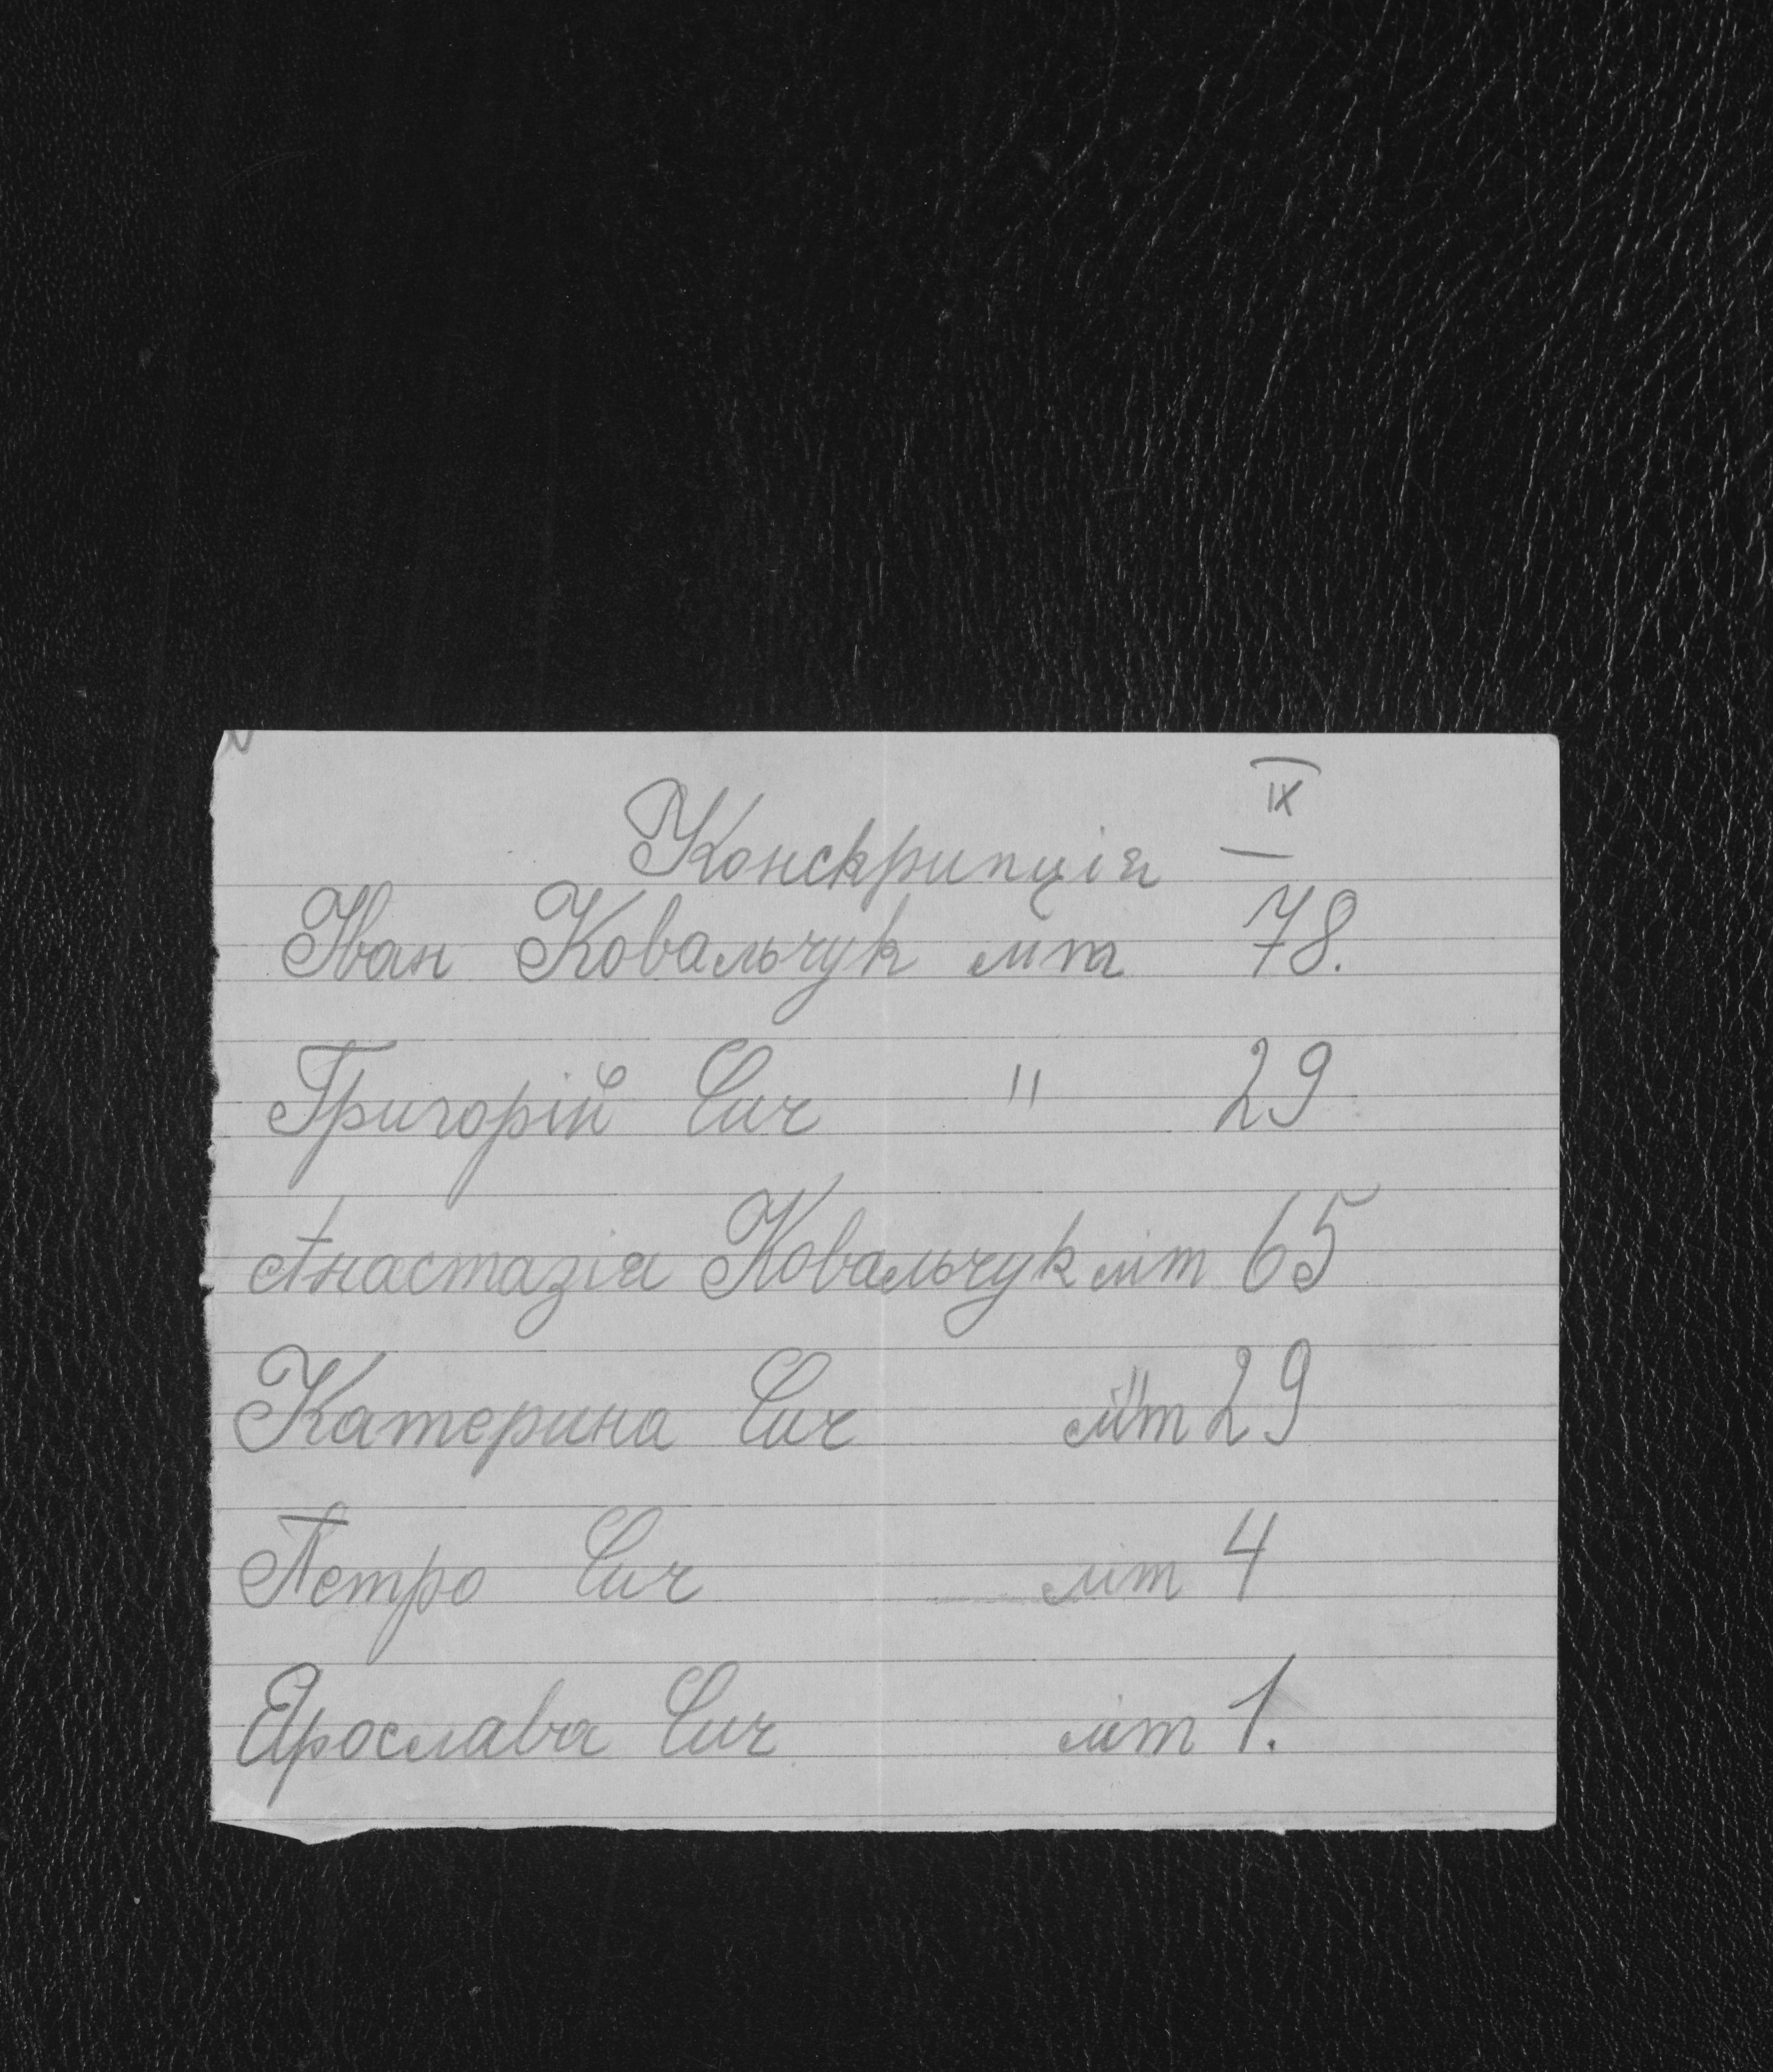 IX
Конскрипція —
Іван Ковальчук літ 78.
Григорій Сич " 29
Анастазія Ковальчук літ 65
Катерина Сич літ 29
Петро Сич літ 4
Ярослава Сич літ 1.